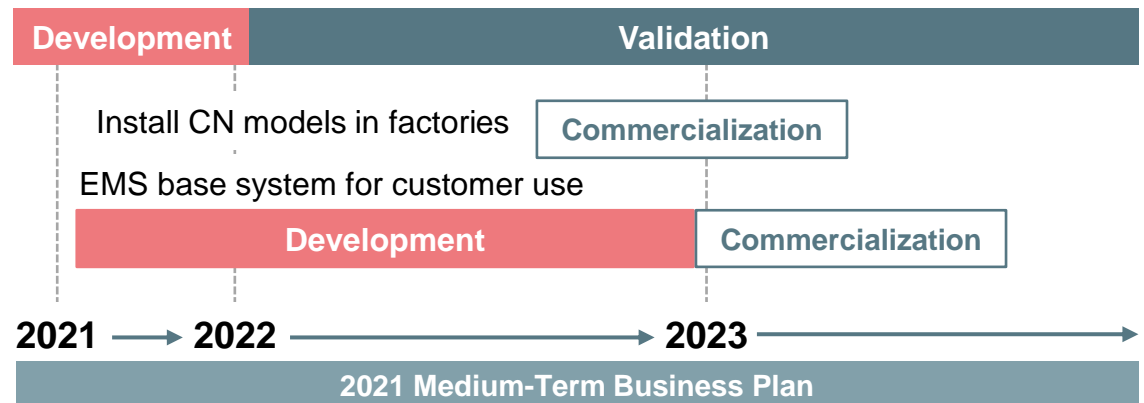 Development
Validation
Install CN models in factories
Commercialization
EMS base system for customer use
Development
Commercialization
2021
2022
2023
2021 Medium-Term Business Plan